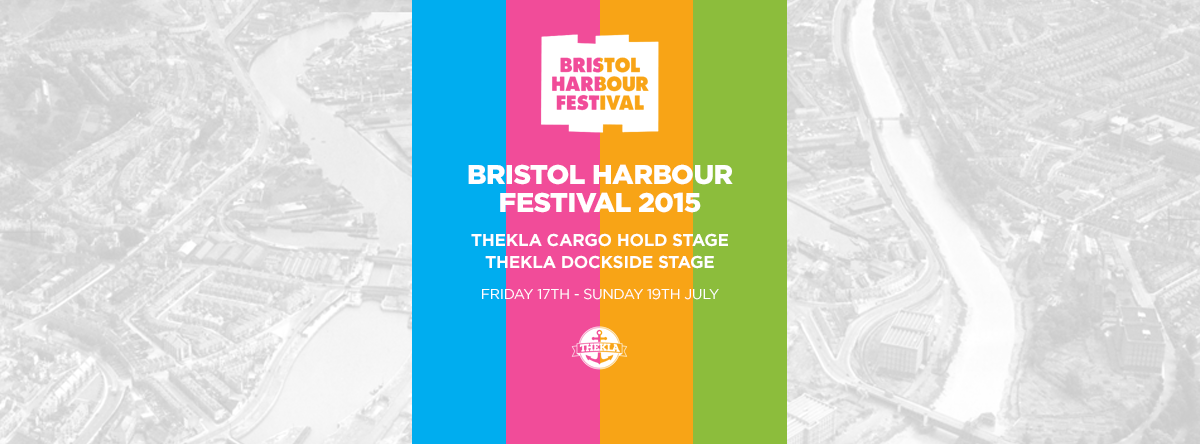 BRISTOL
HARBOUR
FESTIVAL
BRISTOL HARBOUR
FESTIVAL 2015
THEKLA CARGO HOLD STAGE
THEKLA DOCKSIDE STAGE
FRIDAY 17TH - SUNDAY 19TH JULY
THEKLA